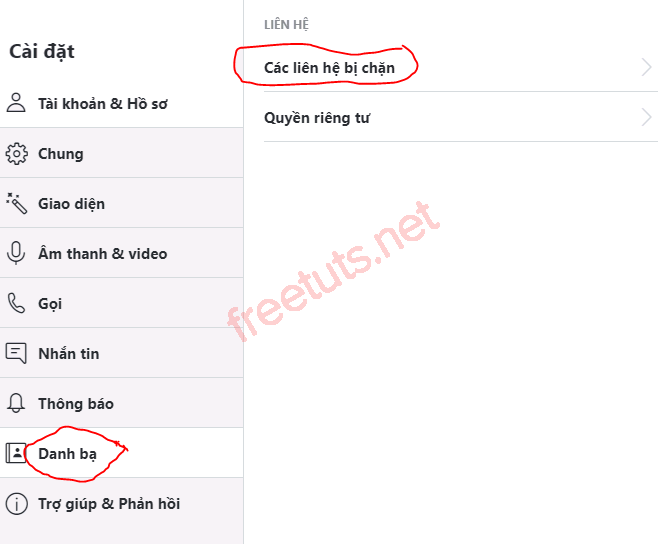 Cài đặt
Tài khoản & Hồ sơ
Chung
Giao diện
Âm thanh & video
Gọi
Nhắn tin
Thông báo
Danh bạ
Trợ giúp & Phản hồi
LIÊN HỆ
Các liên hệ bị chặn
Quyền riêng tư
freetuts.net